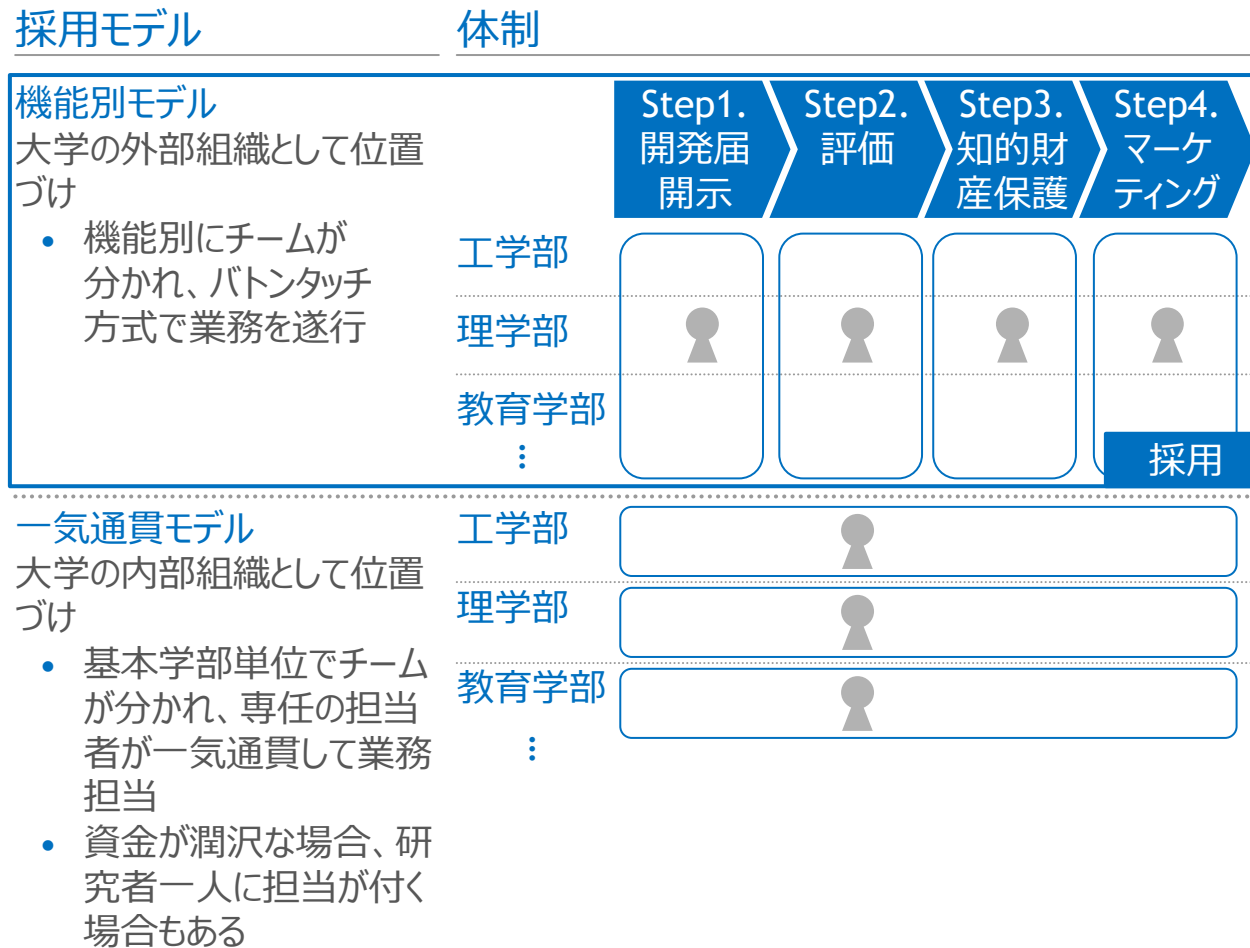 採用モデル
体制
機能別モデル
大学の外部組織として位置
づけ
• 機能別にチームが
分かれ、バトンタッチ
方式で業務を遂行
Step1.
開発届
開示
Step2.
評価
Step3.
知的財
産保護
Step4.
マーケ
ティング
工学部
理学部
教育学部
⋮
採用
一気通貫モデル
大学の内部組織として位置
づけ
• 基本学部単位でチーム
が分かれ、専任の担当
者が一気通貫して業務
担当
• 資金が潤沢な場合、研
究者一人に担当が付く
場合もある
工学部
理学部
教育学部
⋮